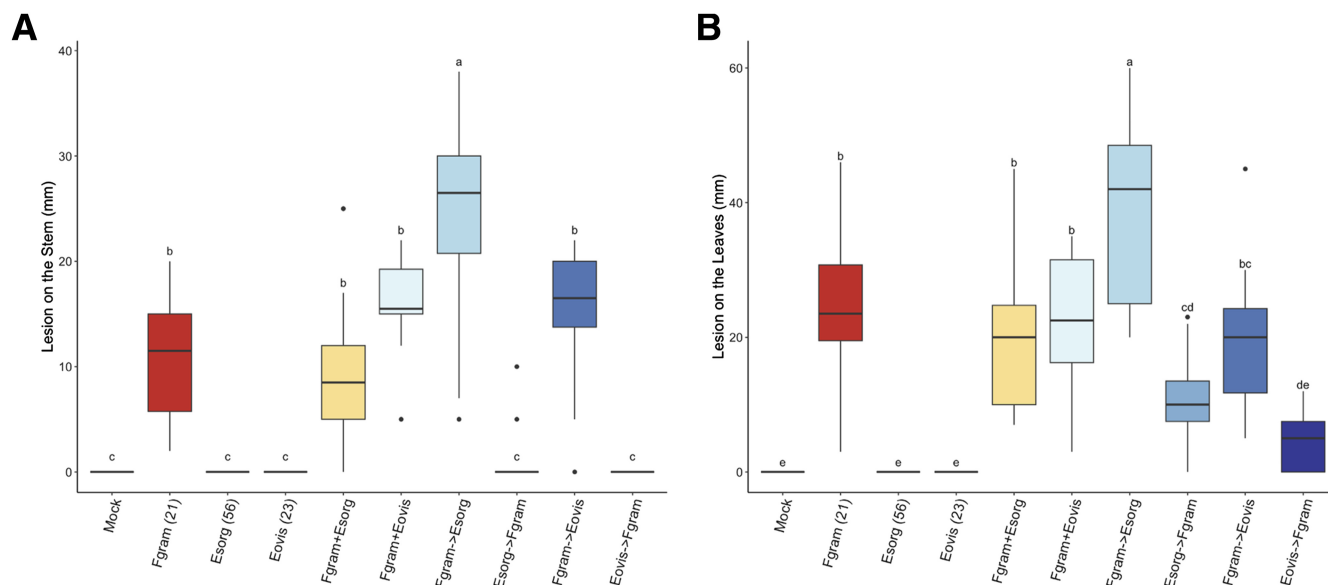 A
Lesion on the Stem (mm)
40
30
20
10
0
c
b
c
c
b
b
a
c
b
c
Mock
Fgram (21)
Esorg (56)
Eovis (23)
Fgram+Esorg
Fgram+Eovis
Fgram->Esorg
Esorg->Fgram
Fgram->Eovis
Eovis->Fgram
B
Lesion on the Leaves (mm)
60
40
20
0
e
b
e
e
b
b
a
cd
bc
de
Mock
Fgram (21)
Esorg (56)
Eovis (23)
Fgram+Esorg
Fgram+Eovis
Fgram->Esorg
Esorg->Fgram
Fgram->Eovis
Eovis->Fgram